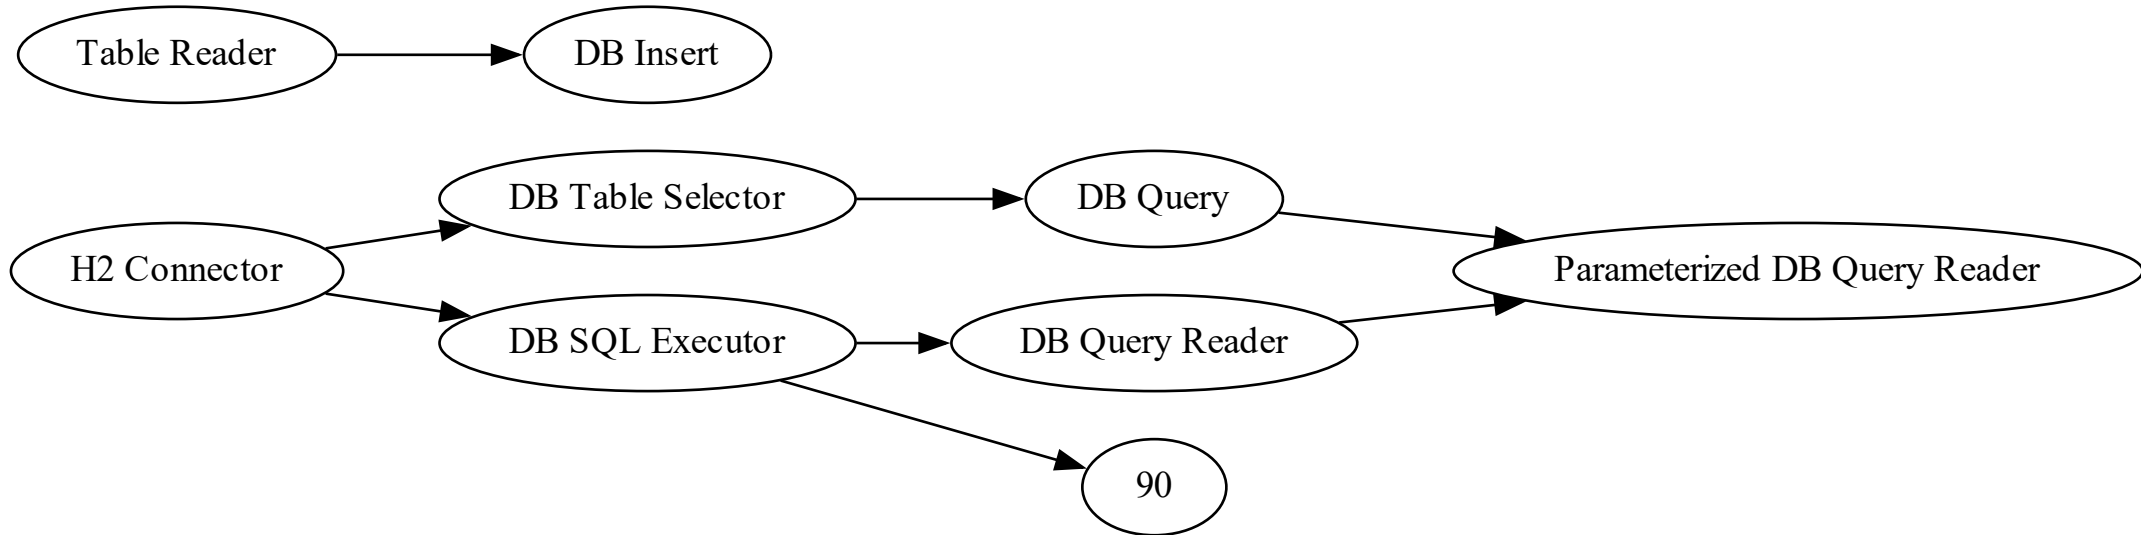 Table Reader
DB Insert
DB Table Selector
DB Query
H2 Connector
Parameterized DB Query Reader
DB SQL Executor
DB Query Reader
90